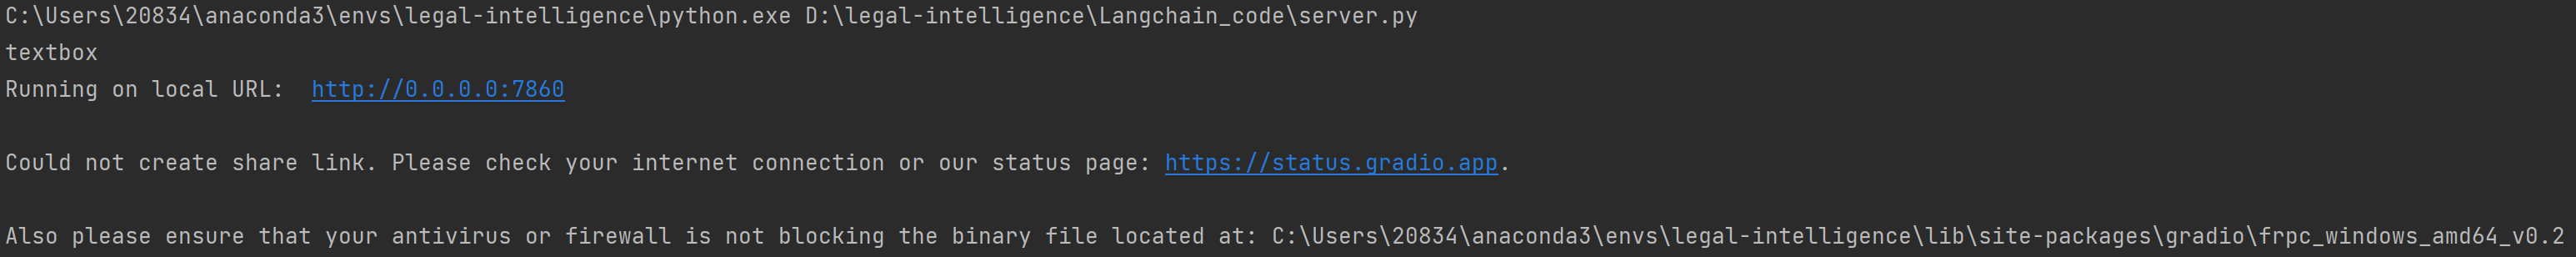 C:\Users\20834\anaconda3\envs\legal-intelligence\python.exe D:\legal-intelligence\Langchain_code\server.py
textbox
Running on local URL:  http://0.0.0.0:7860
Could not create share link. Please check your internet connection or our status page: https://status.gradio.app.
Also please ensure that your antivirus or firewall is not blocking the binary file located at: C:\Users\20834\anaconda3\envs\legal-intelligence\lib\site-packages\gradio\frpc_windows_amd64_v0.2